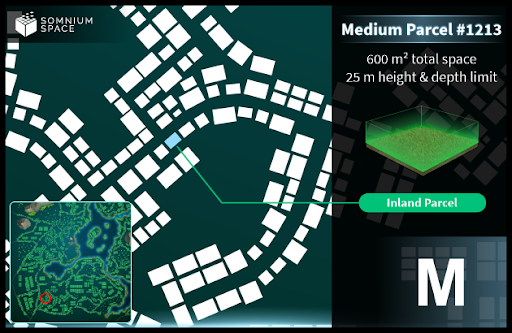 SOMNIUM
SPACE
Medium Parcel #1213
600 m² total space
25 m height & depth limit
Inland Parcel
M